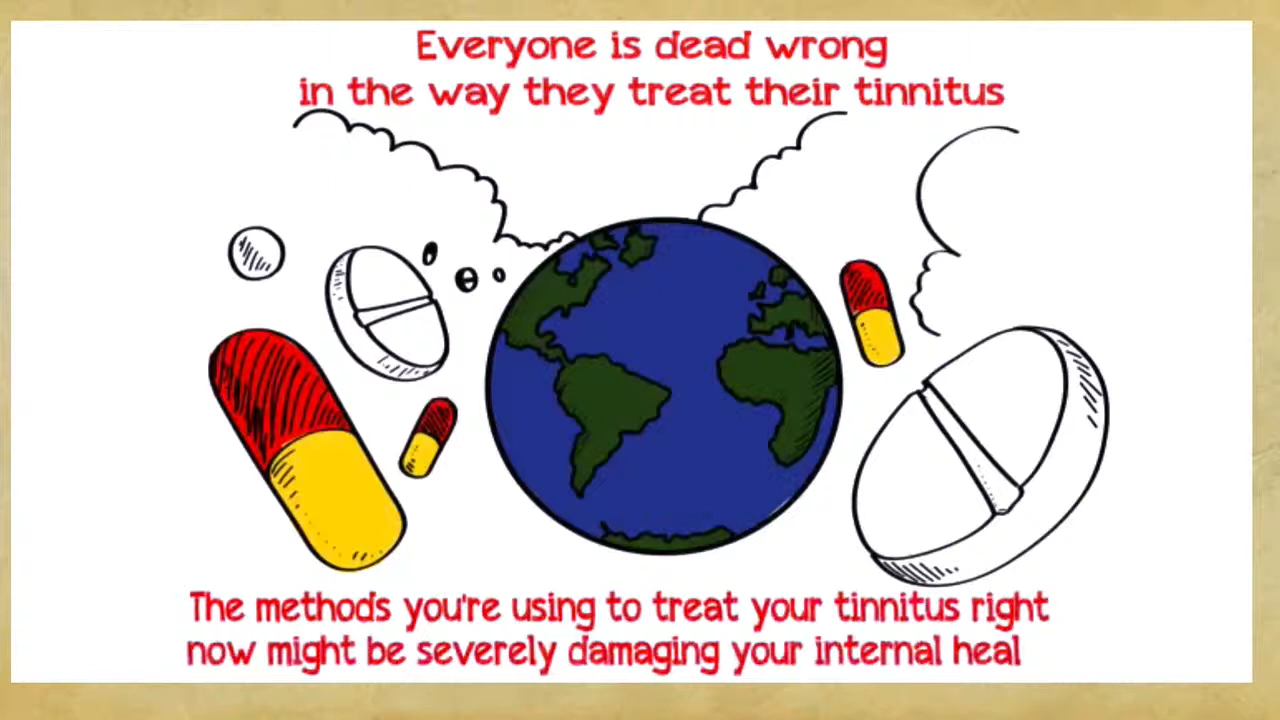 Everyone is dead wrong
in the way they treat their tinnitus
The methods you're using to treat your tinnitus right
now might be severely damaging your internal heal